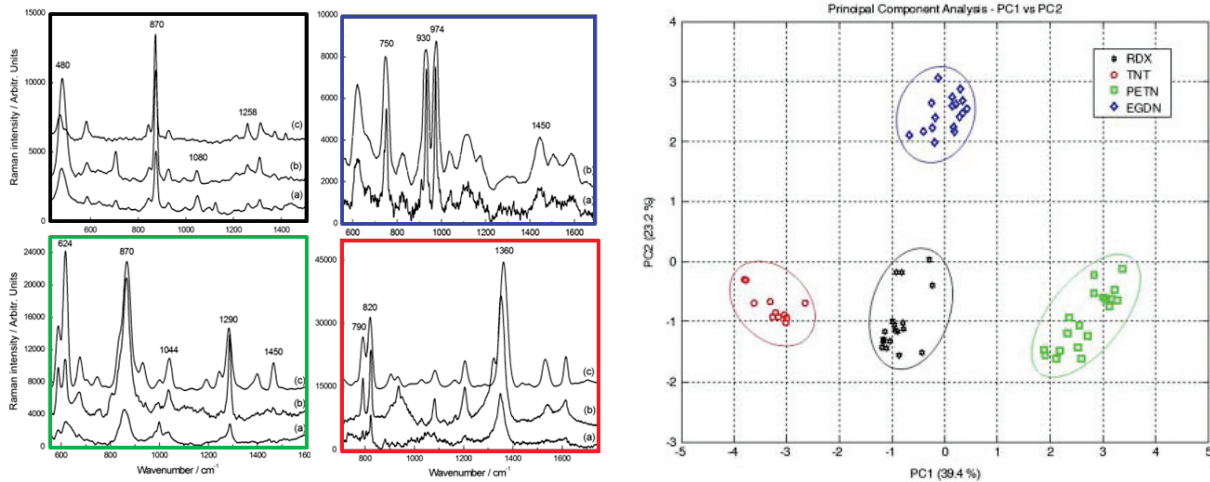 15000
10000
5000
0
Raman intensity / Arbitr. Units
480
870
1258
1080
(c)
(b)
(a)
600 800 1000 1200 1400
10000
8000
6000
4000
2000
0
750
930
974
1450
(b)
(a)
600 800 1000 1200 1400 1600
24000
20000
16000
12000
8000
4000
0
Raman intensity / Arbitr. Units
624
870
1290
1044
1450
(c)
(b)
(a)
600 800 1000 1200 1400 1600
Wavenumber / cm⁻¹
45000
30000
15000
0
1360
820
790
(c)
(b)
(a)
800 1000 1200 1400 1600
Wavenumber / cm⁻¹
Principal Component Analysis - PC1 vs PC2
RDX
TNT
PETN
EGDN
4
3
2
1
0
-1
-2
-3
PC2 (23.2 %)
-5 -4 -3 -2 -1 0 1 2 3 4 5
PC1 (39.4 %)